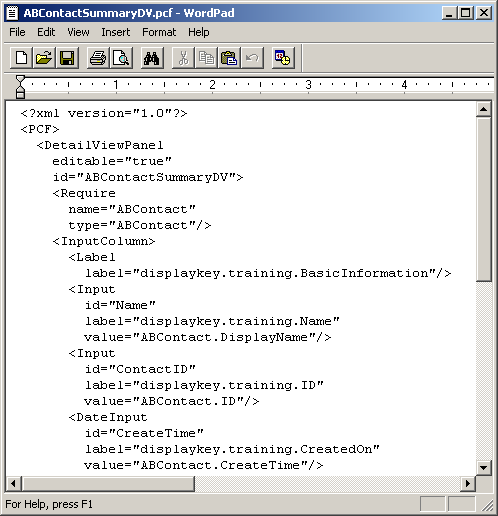 ABContactSummaryDV.pcf - WordPad
File Edit View Insert Format Help
1 2 3 4
<?xml version="1.0"?>
<PCF>
<DetailViewPanel
editable="true"
id="ABContactSummaryDV">
<Require
name="ABContact"
type="ABContact"/>
<InputColumn>
<Label
label="displaykey.training.BasicInformation"/>
<Input
id="Name"
label="displaykey.training.Name"
value="ABContact.DisplayName"/>
<Input
id="ContactID"
label="displaykey.training.ID"
value="ABContact.ID"/>
<DateInput
id="CreateTime"
label="displaykey.training.CreatedOn"
value="ABContact.CreateTime"/>
For Help, press F1